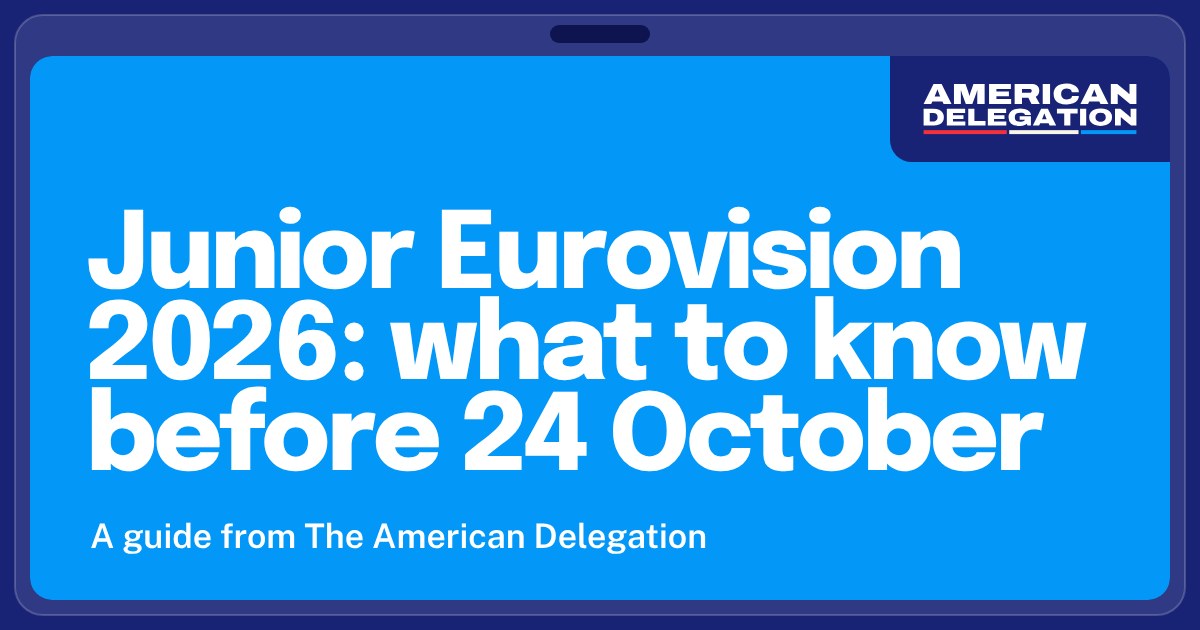 AMERICAN
DELEGATION
Junior Eurovision
2026: what to know
before 24 October
A guide from The American Delegation